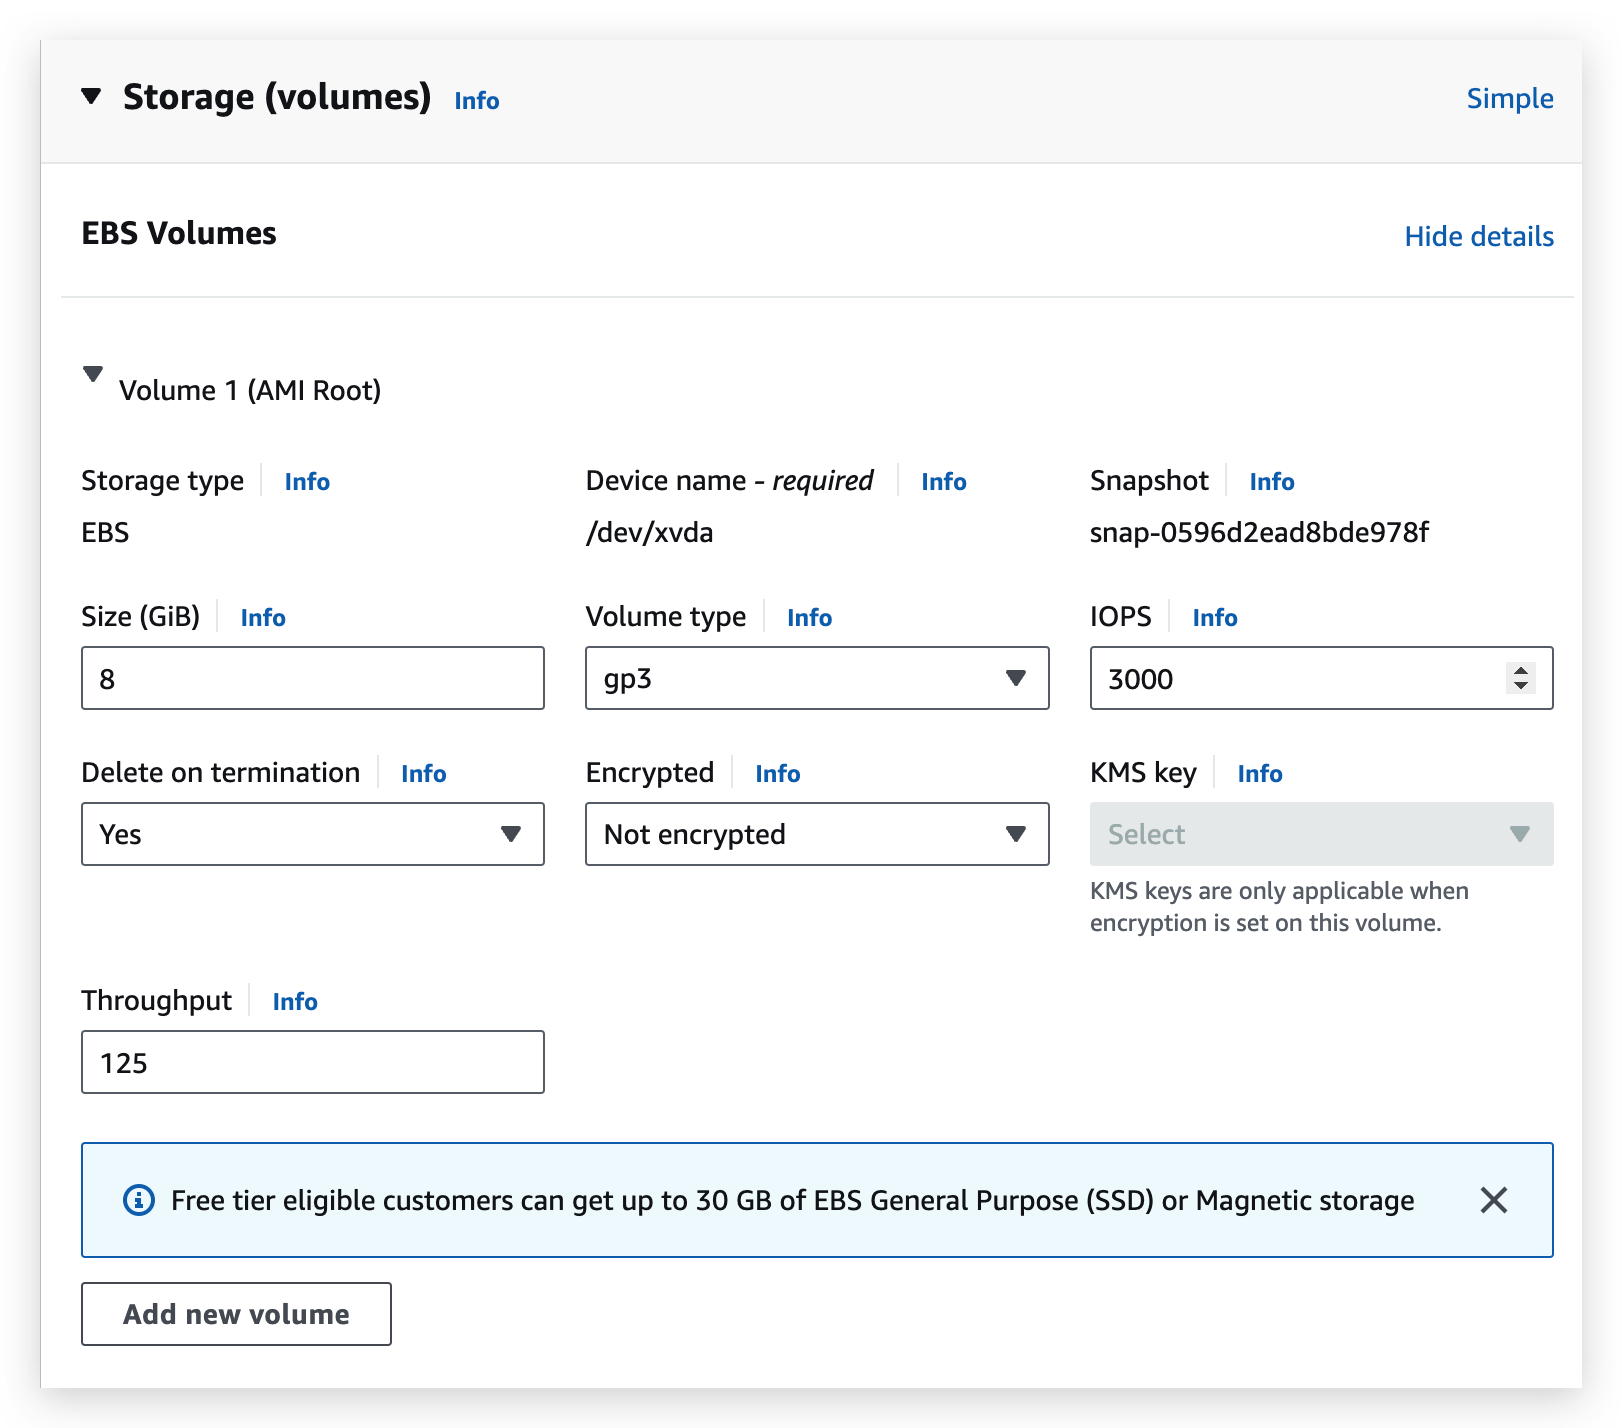 Storage (volumes) Info Simple
EBS Volumes Hide details
Volume 1 (AMI Root)
Storage type Info Device name - required Info Snapshot Info
EBS /dev/xvda snap-0596d2ead8bde978f
Size (GiB) Info Volume type Info IOPS Info
8 gp3 3000
Delete on termination Info Encrypted Info KMS key Info
Yes Not encrypted Select
KMS keys are only applicable when
encryption is set on this volume.
Throughput Info
125
Free tier eligible customers can get up to 30 GB of EBS General Purpose (SSD) or Magnetic storage
Add new volume